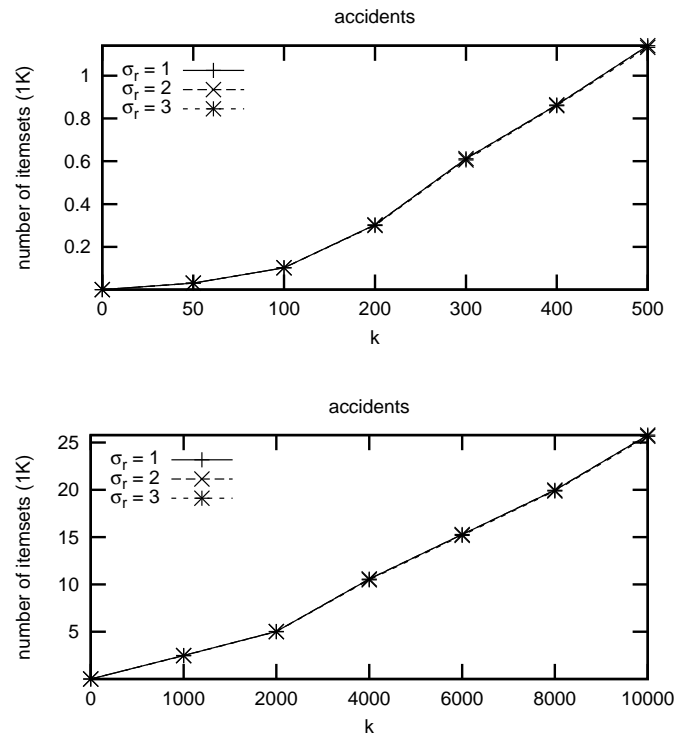 accidents
number of itemsets (1K)
1
0.8
0.6
0.4
0.2
σr = 1
σr = 2
σr = 3
0 50 100 200 300 400 500
k
accidents
number of itemsets (1K)
25
20
15
10
5
σr = 1
σr = 2
σr = 3
0 1000 2000 4000 6000 8000 10000
k